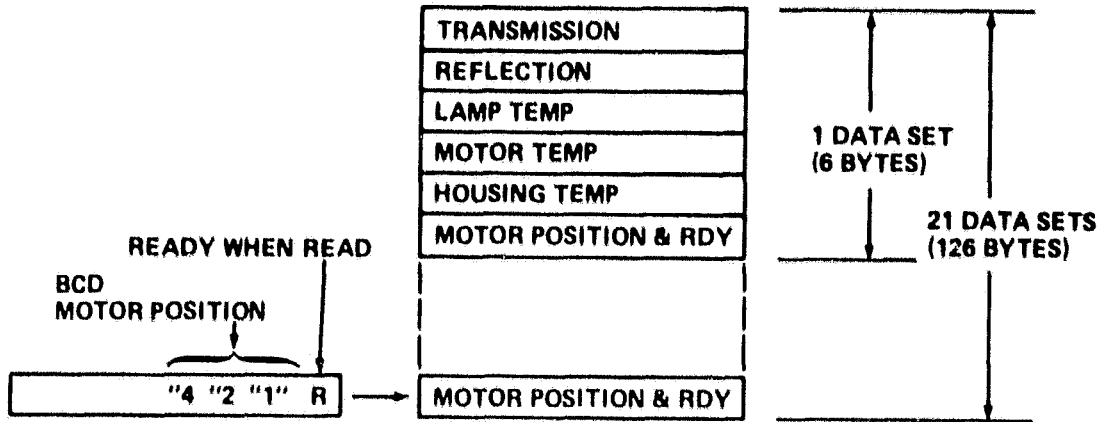 TRANSMISSION
REFLECTION
LAMP TEMP
MOTOR TEMP
HOUSING TEMP
MOTOR POSITION & RDY
1 DATA SET
(6 BYTES)
21 DATA SETS
(126 BYTES)
READY WHEN READ
BCD
MOTOR POSITION
"4 "2 "1" R
MOTOR POSITION & RDY